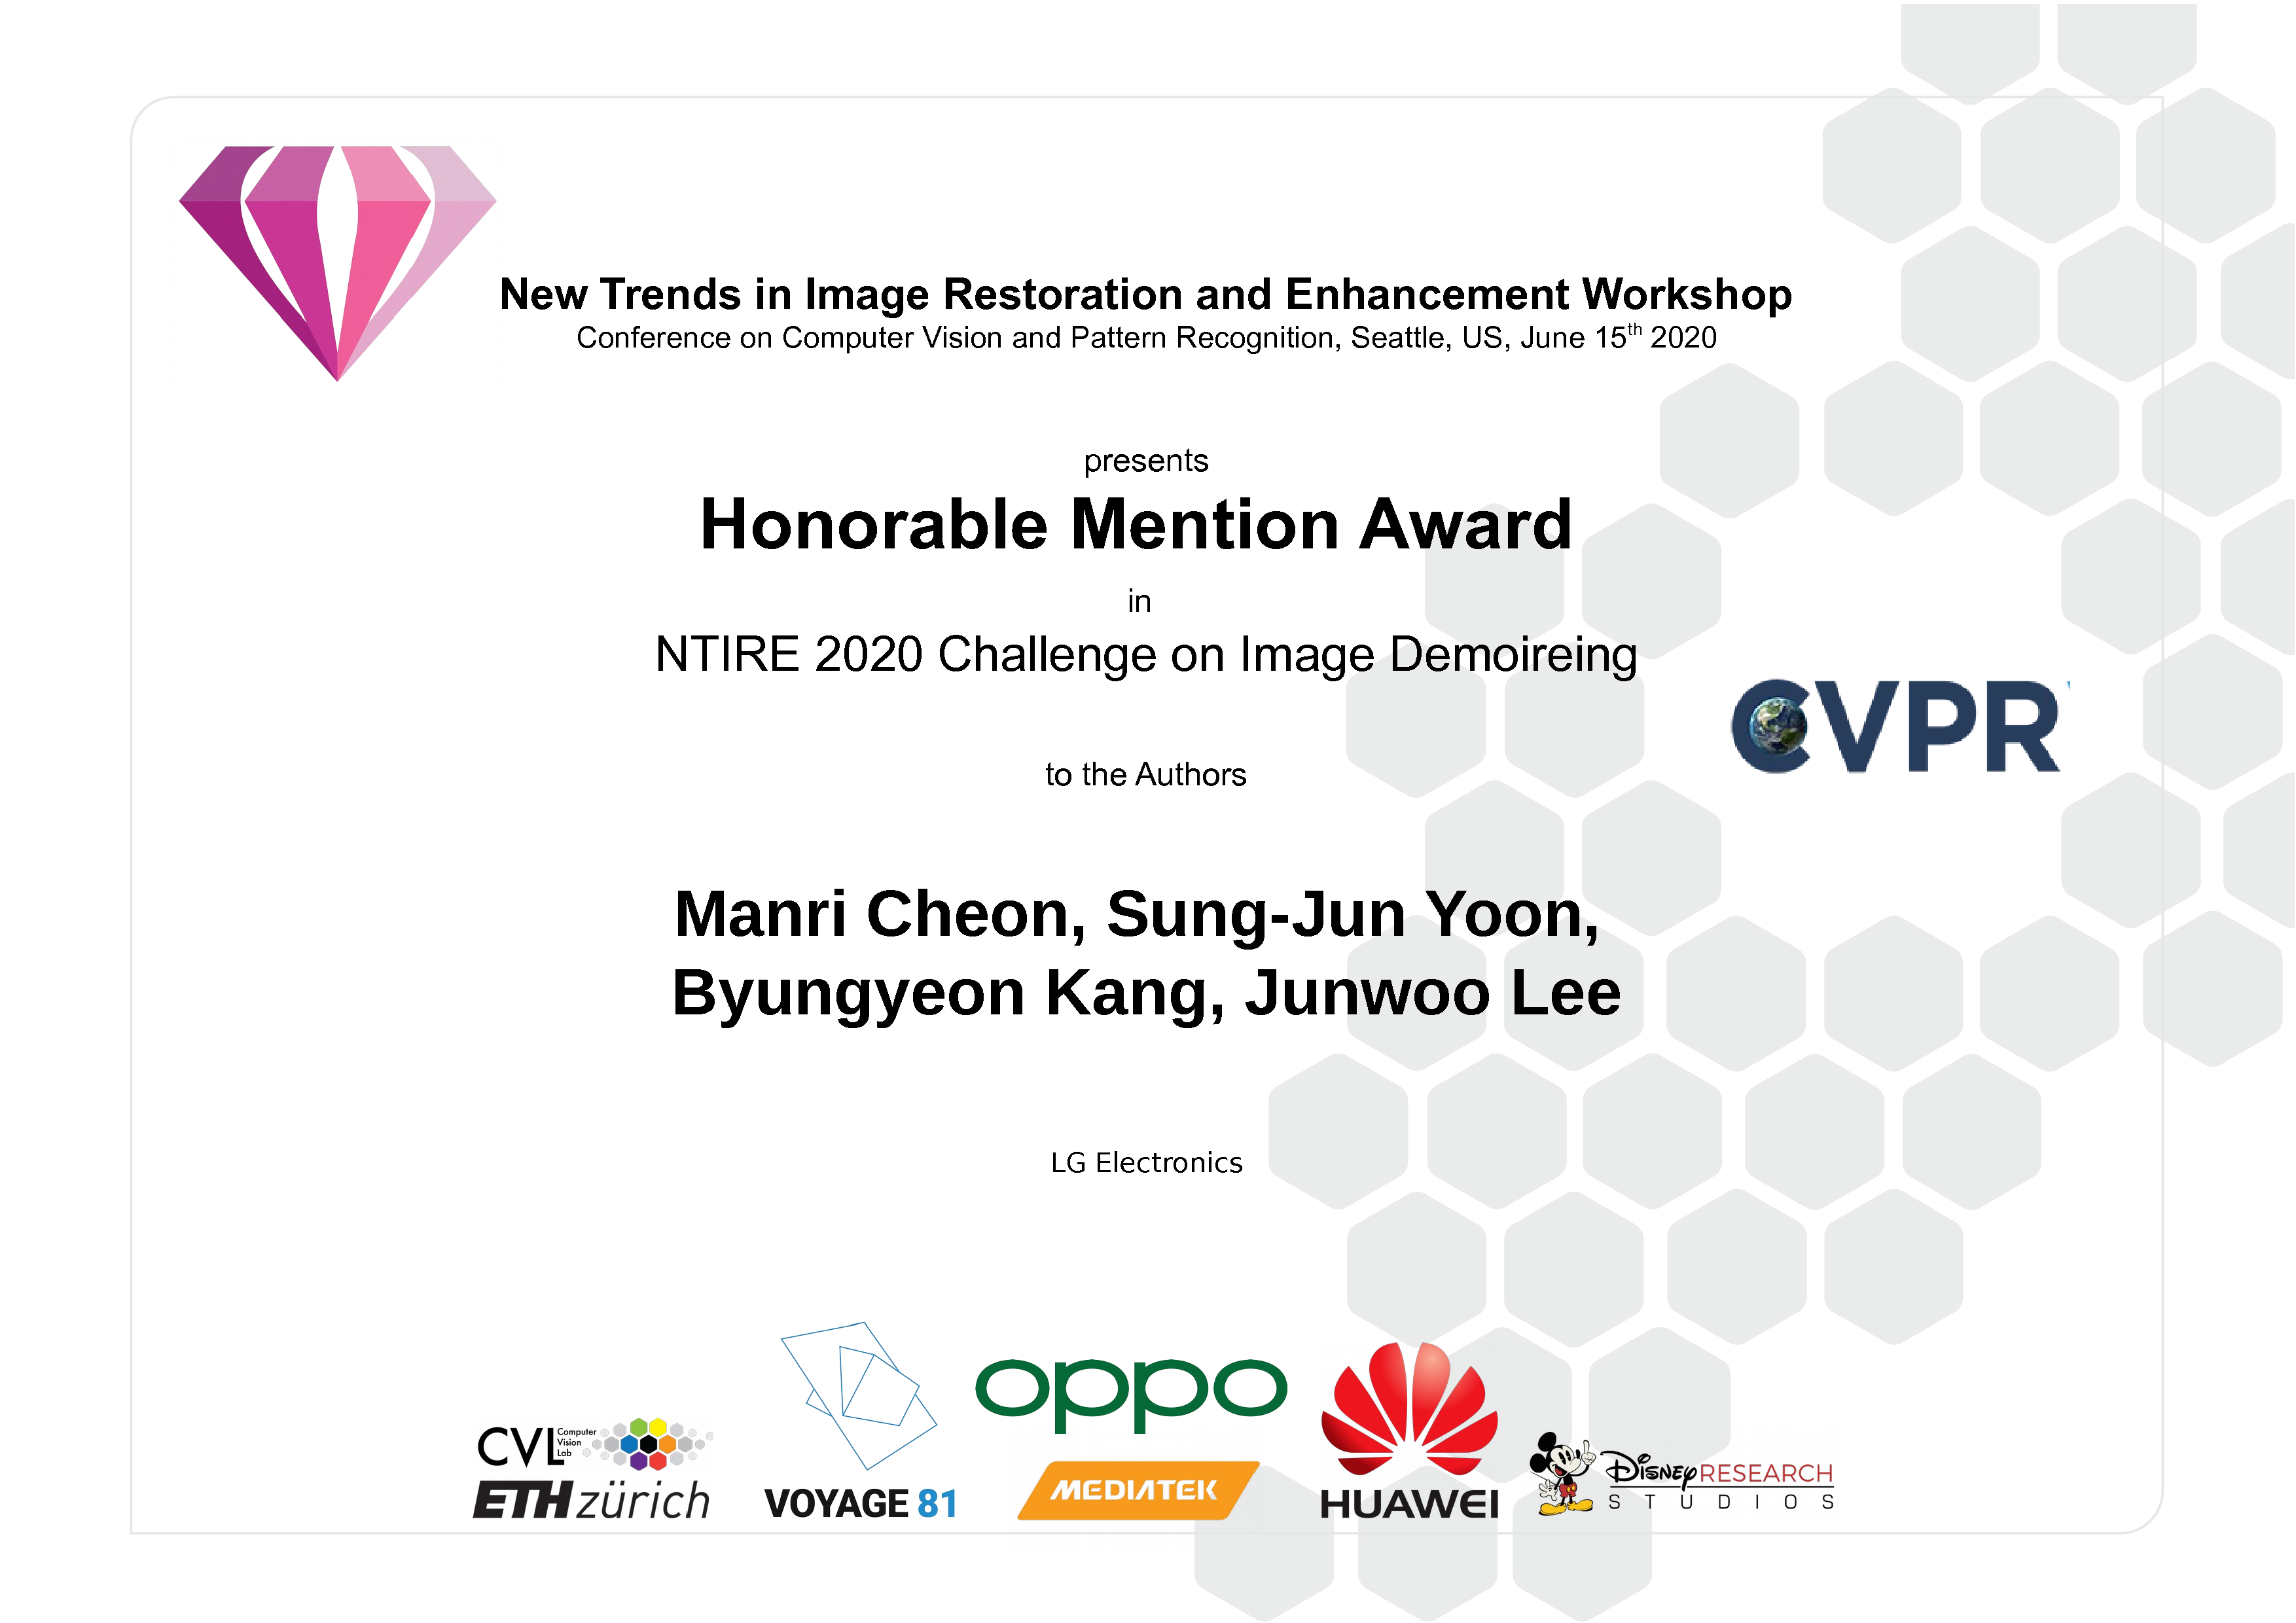 New Trends in Image Restoration and Enhancement Workshop
Conference on Computer Vision and Pattern Recognition, Seattle, US, June 15th 2020
presents
Honorable Mention Award
in
NTIRE 2020 Challenge on Image Demoireing
CVPR
to the Authors
Manri Cheon, Sung-Jun Yoon,
Byungyeon Kang, Junwoo Lee
LG Electronics
CVL Computer
Vision
Lab
ETH zürich
VOYAGE 81
oppo
MEDIATEK
HUAWEI
Disney RESEARCH
STUDIOS